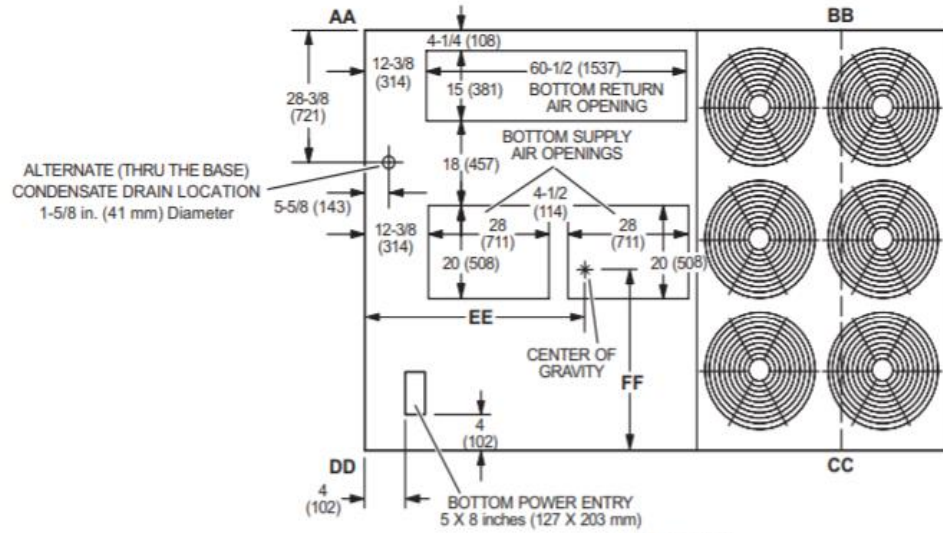 AA
BB
4-1/4 (108)
12-3/8
(314)
60-1/2 (1537)
15 (381)
BOTTOM RETURN
AIR OPENING
28-3/8
(721)
BOTTOM SUPPLY
AIR OPENINGS
18 (457)
ALTERNATE (THRU THE BASE)
CONDENSATE DRAIN LOCATION
1-5/8 in. (41 mm) Diameter
5-5/8 (143)
4-1/2
(114)
12-3/8
(314)
28
(711)
28
(711)
20 (508)
20 (508)
EE
CENTER OF
GRAVITY
FF
4
(102)
DD
CC
4
(102)
BOTTOM POWER ENTRY
5 X 8 inches (127 X 203 mm)